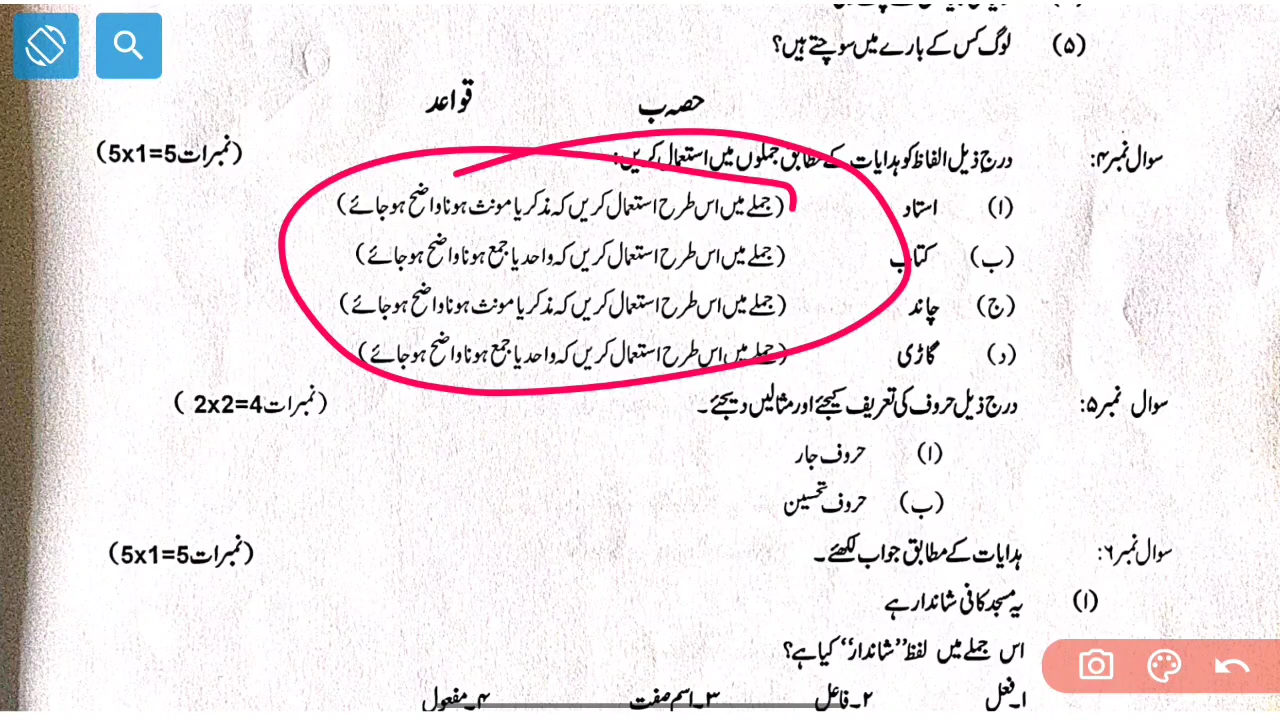 (۵) لوگ کس کے بارے میں سوچتے ہیں؟
حصہ ب قواعد
سوال نمبر۴: درج ذیل الفاظ کو ہدایات کے مطابق جملوں میں استعمال کریں: (نمبرات5=5x1)
(ا) استاد (جملے میں اس طرح استعمال کریں کہ مذکر یا مونث ہونا واضح ہو جائے)
(ب) کتاب (جملے میں اس طرح استعمال کریں کہ واحد یا جمع ہونا واضح ہو جائے)
(ج) چاند (جملے میں اس طرح استعمال کریں کہ مذکر یا مونث ہونا واضح ہو جائے)
(د) گاڑی (جملے میں اس طرح استعمال کریں کہ واحد یا جمع ہونا واضح ہو جائے)
سوال نمبر۵: درج ذیل حروف کی تعریف کیجئے اور مثالیں دیجئے۔ (نمبرات4=2x2)
(ا) حروف جار
(ب) حروف تحسین
سوال نمبر۶: ہدایات کے مطابق جواب لکھئے۔ (نمبرات5=5x1)
(ا) یہ مسجد کافی شاندار ہے
اس جملے میں لفظ ”شاندار“ کیا ہے؟
۱۔فعل ۲۔فاعل ۳۔اسم صفت ۴۔مفعول